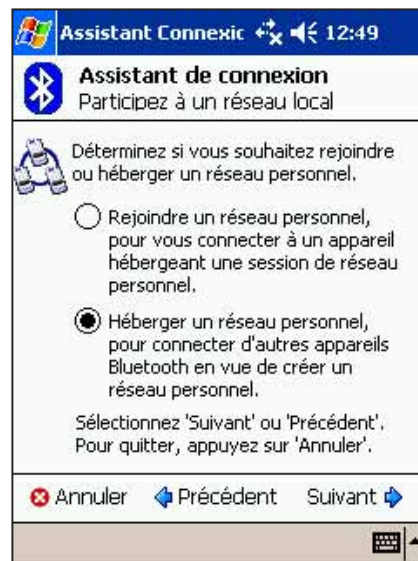 Assistant Connexic 12:49
Assistant de connexion
Participez à un réseau local
Déterminez si vous souhaitez rejoindre
ou héberger un réseau personnel.
Rejoindre un réseau personnel,
pour vous connecter à un appareil
hébergeant une session de réseau
personnel.
Héberger un réseau personnel,
pour connecter d'autres appareils
Bluetooth en vue de créer un
réseau personnel.
Sélectionnez 'Suivant' ou 'Précédent'.
Pour quitter, appuyez sur 'Annuler'.
Annuler Précédent Suivant